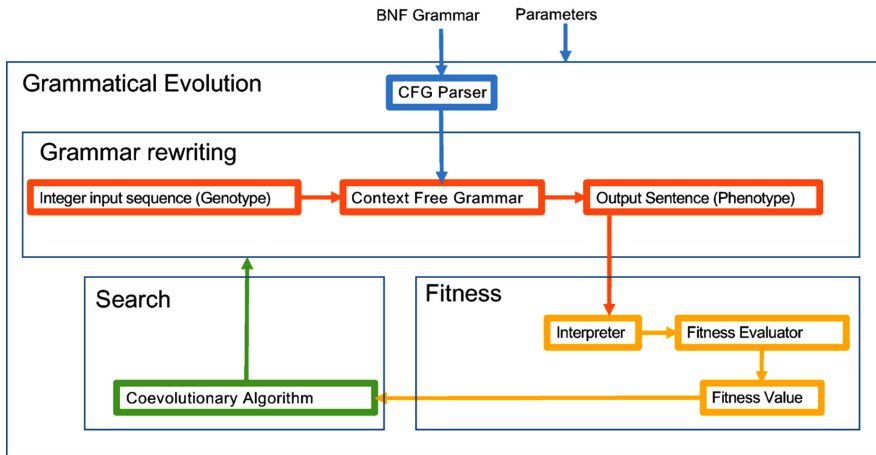 BNF Grammar
Parameters
Grammatical Evolution
CFG Parser
Grammar rewriting
Integer input sequence (Genotype)
Context Free Grammar
Output Sentence (Phenotype)
Search
Fitness
Interpreter
Fitness Evaluator
Coevolutionary Algorithm
Fitness Value